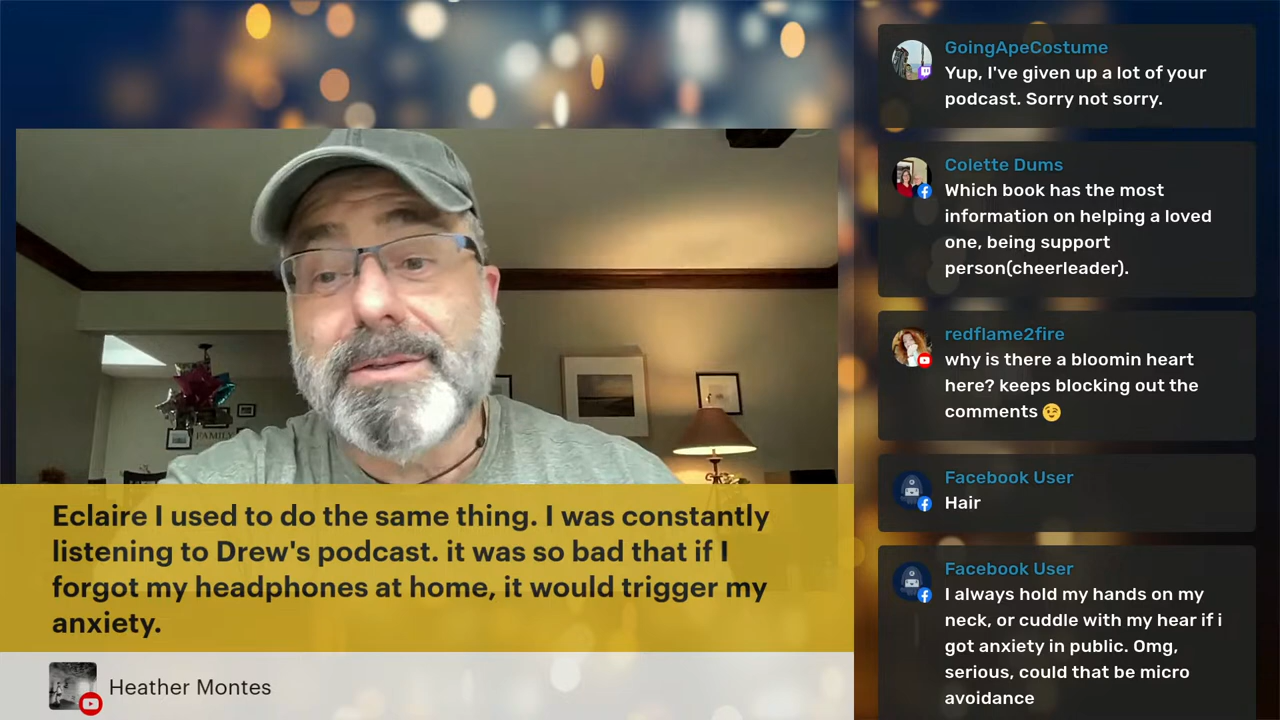 FAMILY
Eclaire I used to do the same thing. I was constantly
listening to Drew's podcast. it was so bad that if I
forgot my headphones at home, it would trigger my
anxiety.
Heather Montes
GoingApeCostume
Yup, I've given up a lot of your
podcast. Sorry not sorry.
Colette Dums
Which book has the most
information on helping a loved
one, being support
person(cheerleader).
redflame2fire
why is there a bloomin heart
here? keeps blocking out the
comments 😉
Facebook User
Hair
Facebook User
I always hold my hands on my
neck, or cuddle with my hear if i
got anxiety in public. Omg,
serious, could that be micro
avoidance